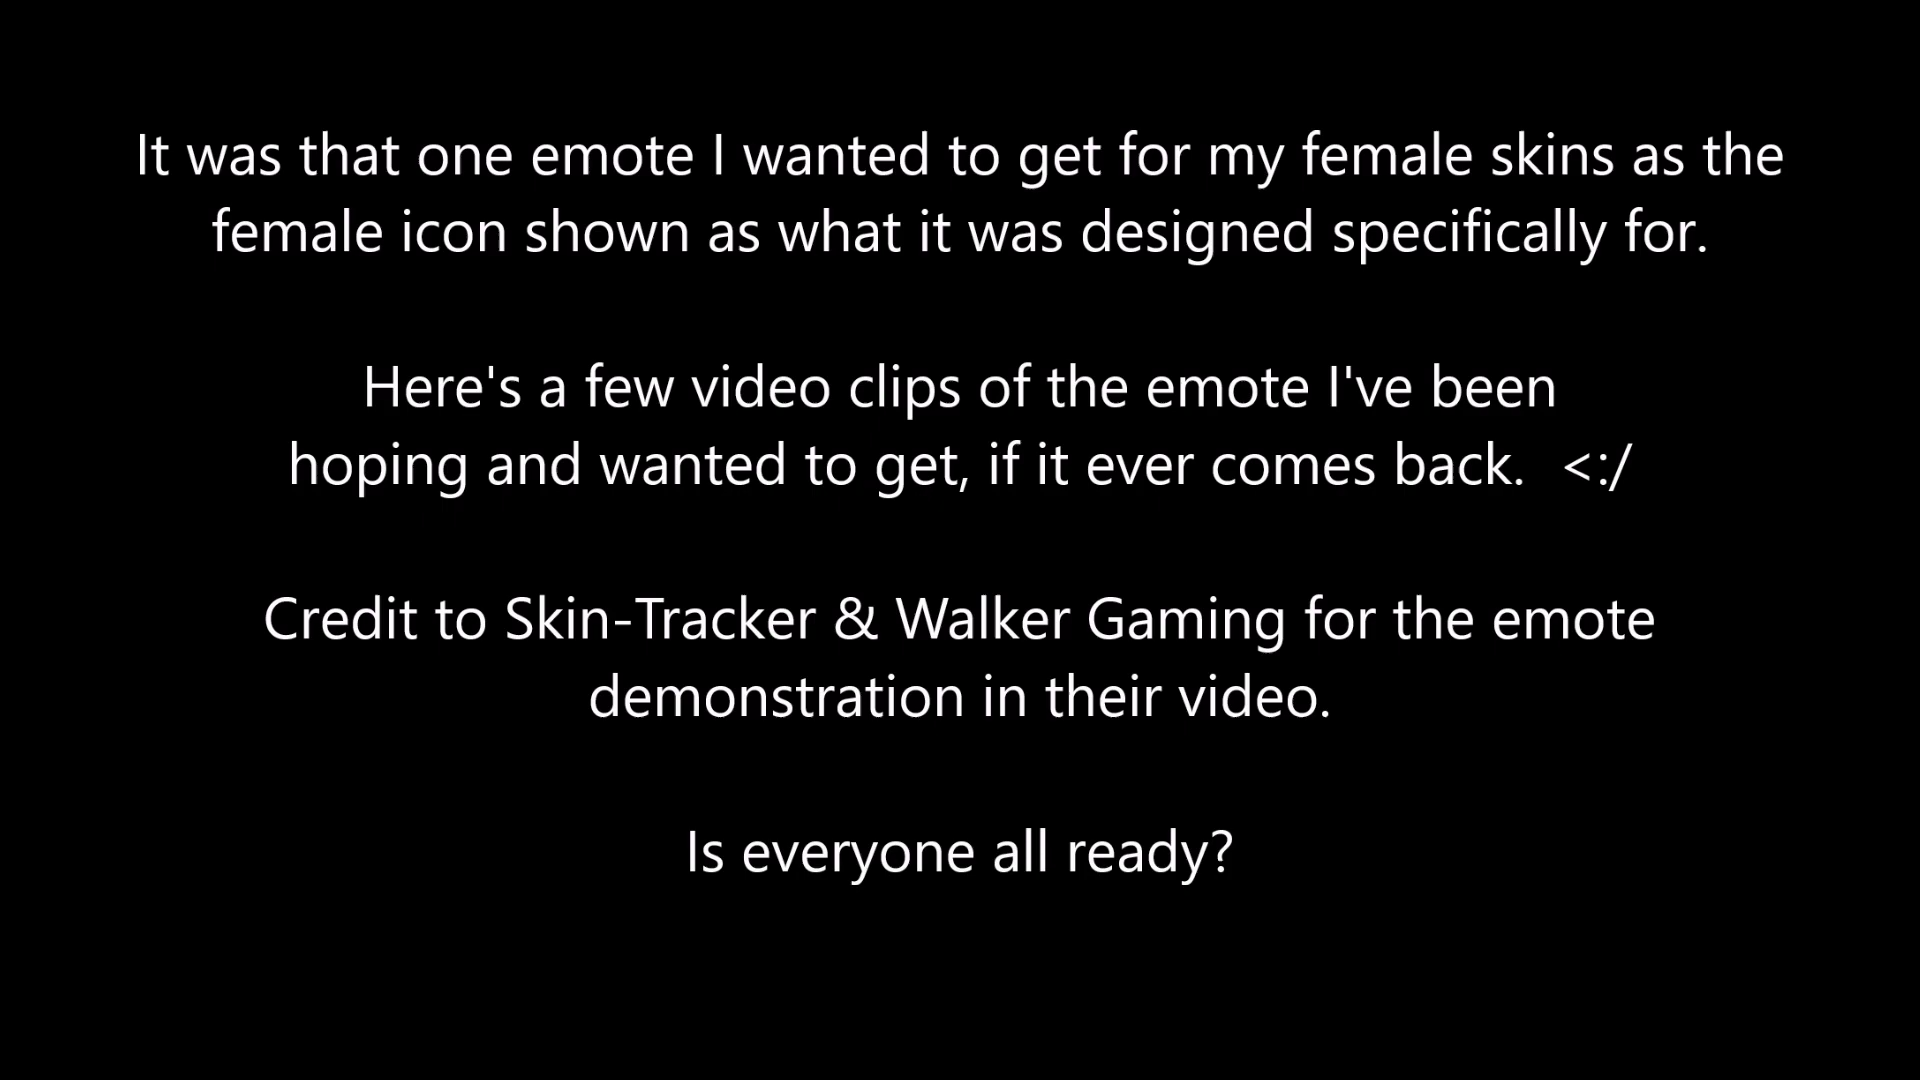 It was that one emote I wanted to get for my female skins as the
female icon shown as what it was designed specifically for.
Here's a few video clips of the emote I've been
hoping and wanted to get, if it ever comes back.  <:/
Credit to Skin-Tracker & Walker Gaming for the emote
demonstration in their video.
Is everyone all ready?